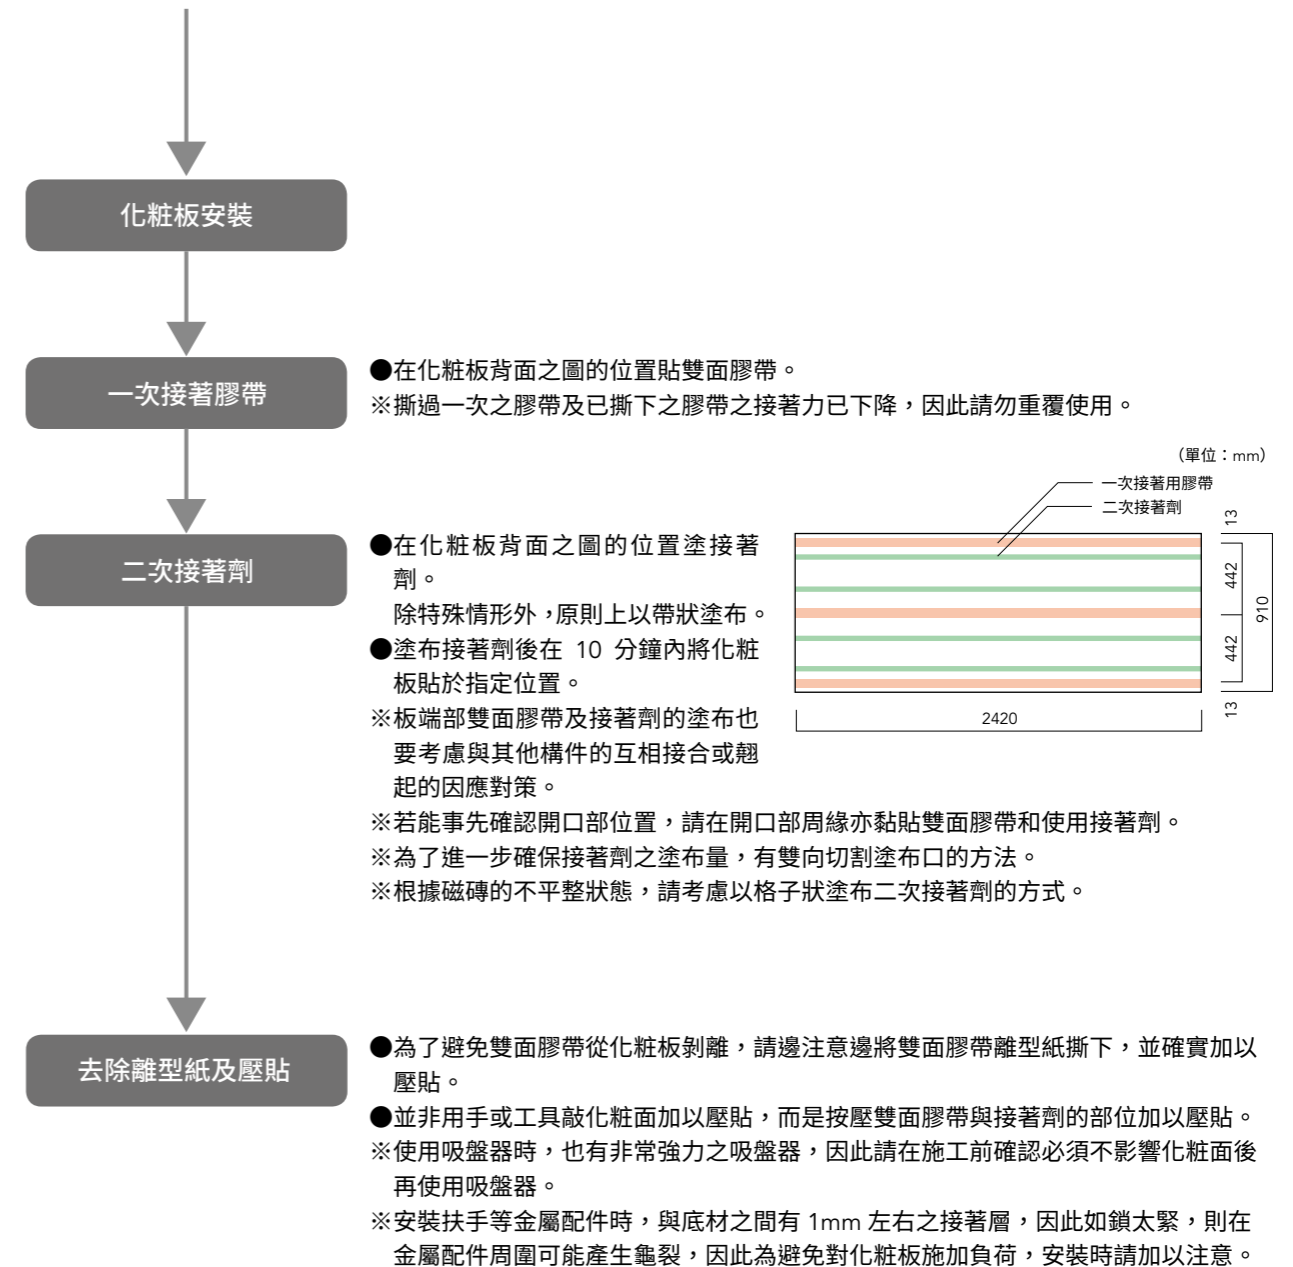 化粧板安裝
一次接著膠帶
●在化粧板背面之圖的位置貼雙面膠帶。
※撕過一次之膠帶及已撕下之膠帶之接著力已下降，因此請勿重覆使用。
（單位：mm）
一次接著用膠帶
二次接著劑
13
442
910
442
13
2420
二次接著劑
●在化粧板背面之圖的位置塗接著
劑。
除特殊情形外，原則上以帶狀塗布。
●塗布接著劑後在 10 分鐘內將化粧
板貼於指定位置。
※板端部雙面膠帶及接著劑的塗布也
要考慮與其他構件的互相接合或翹
起的因應對策。
※若能事先確認開口部位置，請在開口部周緣亦黏貼雙面膠帶和使用接著劑。
※為了進一步確保接著劑之塗布量，有雙向切割塗布口的方法。
※根據磁磚的不平整狀態，請考慮以格子狀塗布二次接著劑的方式。
去除離型紙及壓貼
●為了避免雙面膠帶從化粧板剝離，請邊注意邊將雙面膠帶離型紙撕下，並確實加以
壓貼。
●並非用手或工具敲化粧面加以壓貼，而是按壓雙面膠帶與接著劑的部位加以壓貼。
※使用吸盤器時，也有非常強力之吸盤器，因此請在施工前確認必須不影響化粧面後
再使用吸盤器。
※安裝扶手等金屬配件時，與底材之間有 1mm 左右之接著層，因此如鎖太緊，則在
金屬配件周圍可能產生龜裂，因此為避免對化粧板施加負荷，安裝時請加以注意。